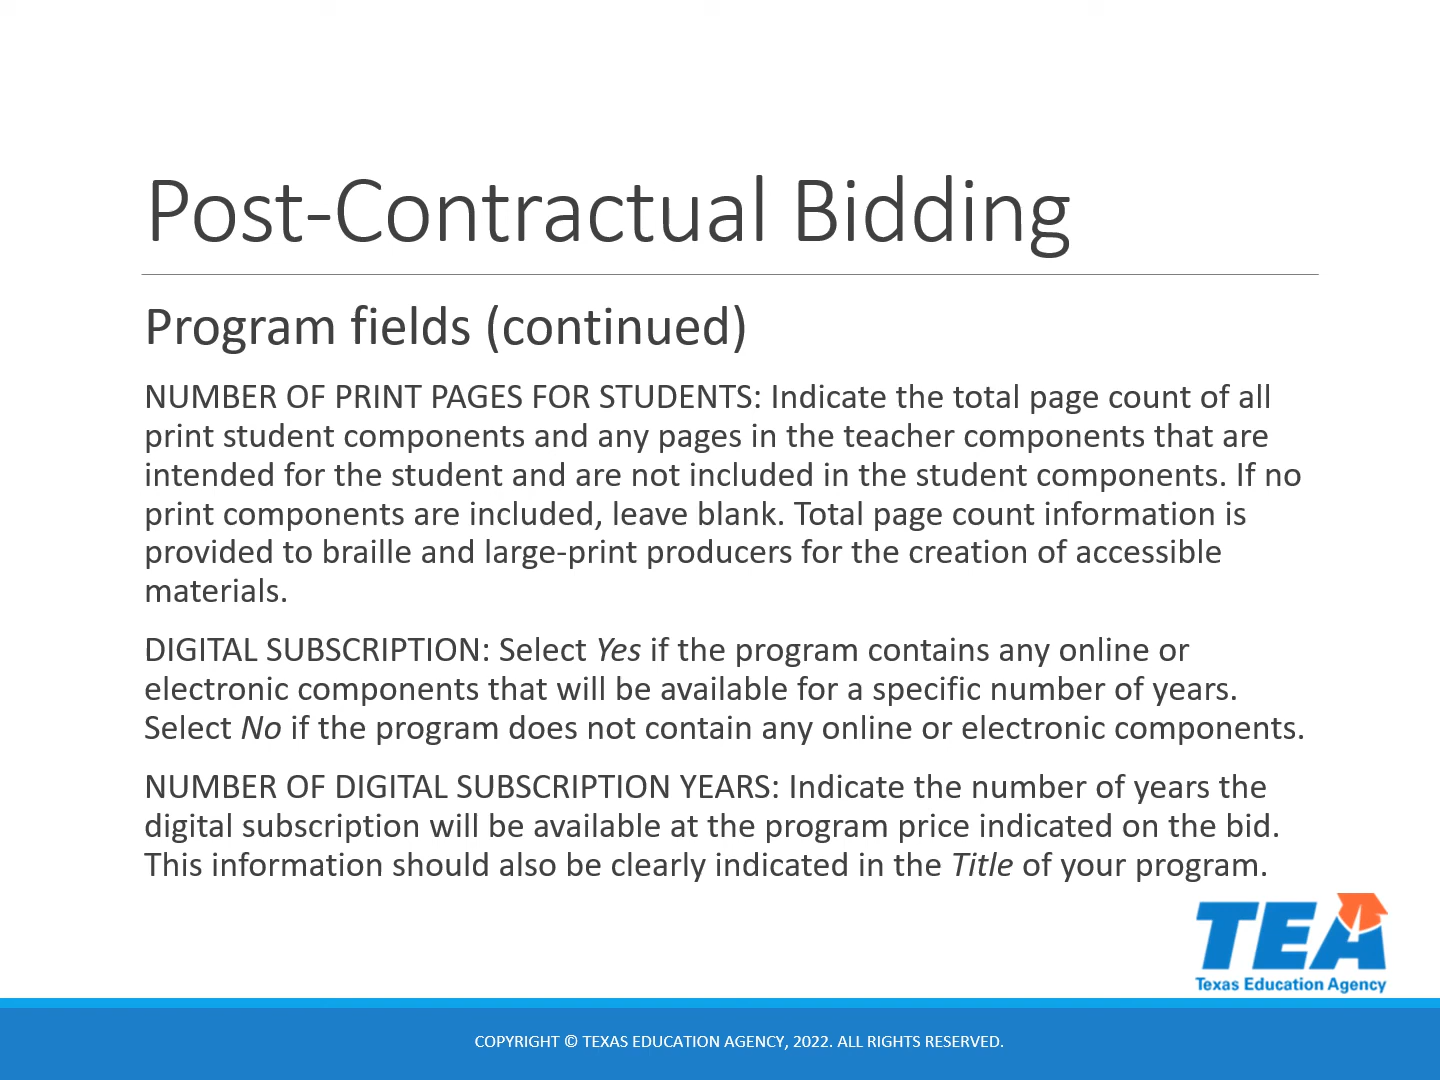 Post-Contractual Bidding
Program fields (continued)
NUMBER OF PRINT PAGES FOR STUDENTS: Indicate the total page count of all
print student components and any pages in the teacher components that are
intended for the student and are not included in the student components. If no
print components are included, leave blank. Total page count information is
provided to braille and large-print producers for the creation of accessible
materials.
DIGITAL SUBSCRIPTION: Select Yes if the program contains any online or
electronic components that will be available for a specific number of years.
Select No if the program does not contain any online or electronic components.
NUMBER OF DIGITAL SUBSCRIPTION YEARS: Indicate the number of years the
digital subscription will be available at the program price indicated on the bid.
This information should also be clearly indicated in the Title of your program.
TEA
Texas Education Agency
COPYRIGHT © TEXAS EDUCATION AGENCY, 2022. ALL RIGHTS RESERVED.